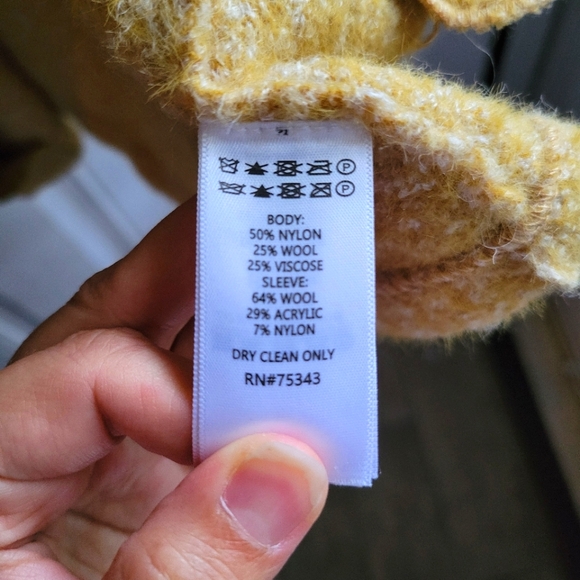 P
P
BODY:
50% NYLON
25% WOOL
25% VISCOSE
SLEEVE:
64% WOOL
29% ACRYLIC
7% NYLON
DRY CLEAN ONLY
RN#75343